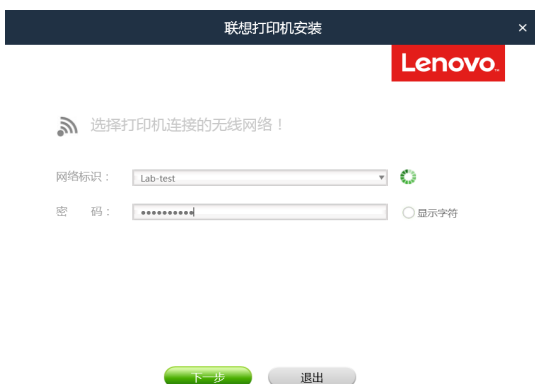 联想打印机安装 ×
Lenovo.
选择打印机连接的无线网络！
网络标识： Lab-test
密 码： ●●●●●●●●●● 显示字符
下一步 退出